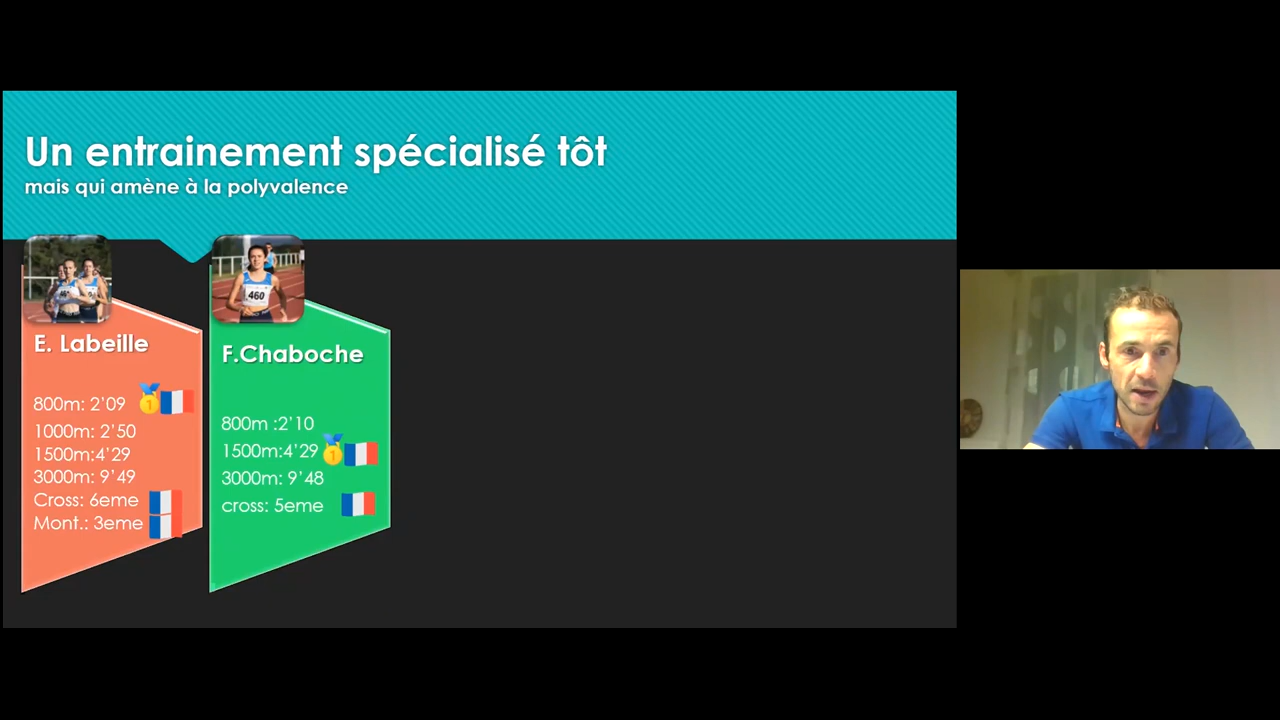 Un entrainement spécialisé tôt
mais qui amène à la polyvalence
E. Labeille
800m: 2'09
1000m: 2'50
1500m:4'29
3000m: 9'49
Cross: 6eme
Mont.: 3eme
460
F.Chaboche
800m :2'10
1500m:4'29
3000m: 9'48
cross: 5eme